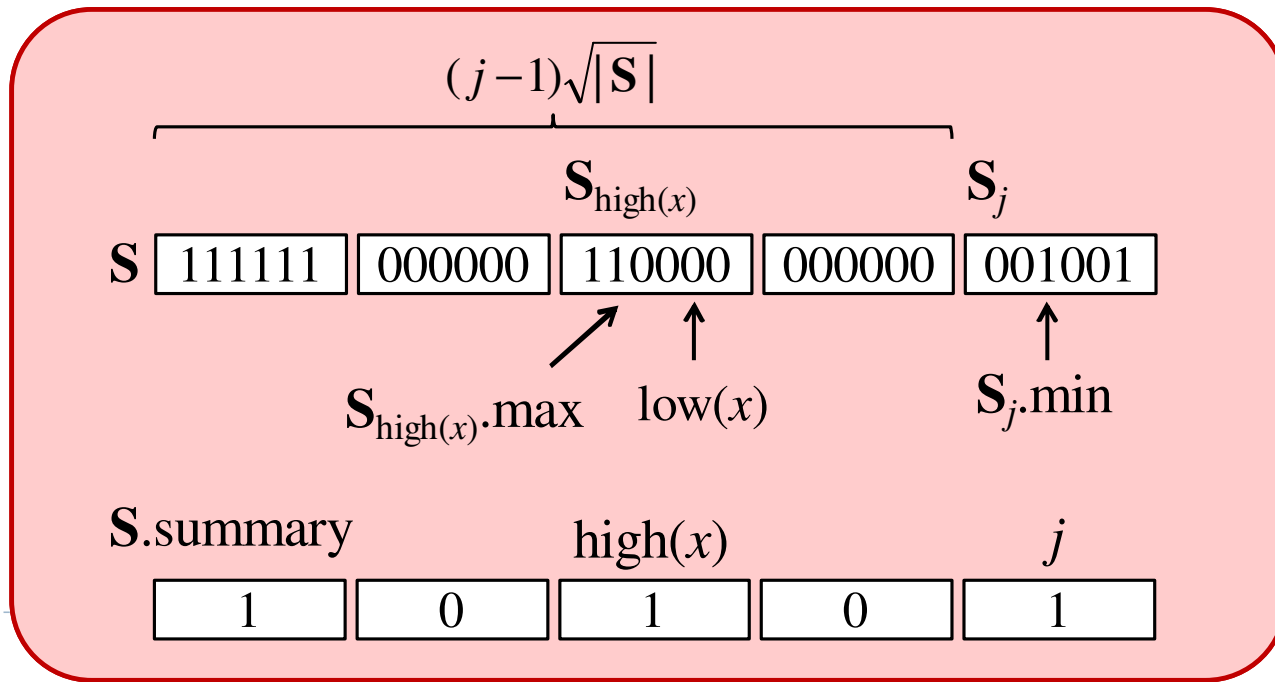 (j−1)√|S|
S_high(x) S_j
S 111111 000000 110000 000000 001001
S_high(x).max low(x) S_j.min
S.summary high(x) j
1 0 1 0 1